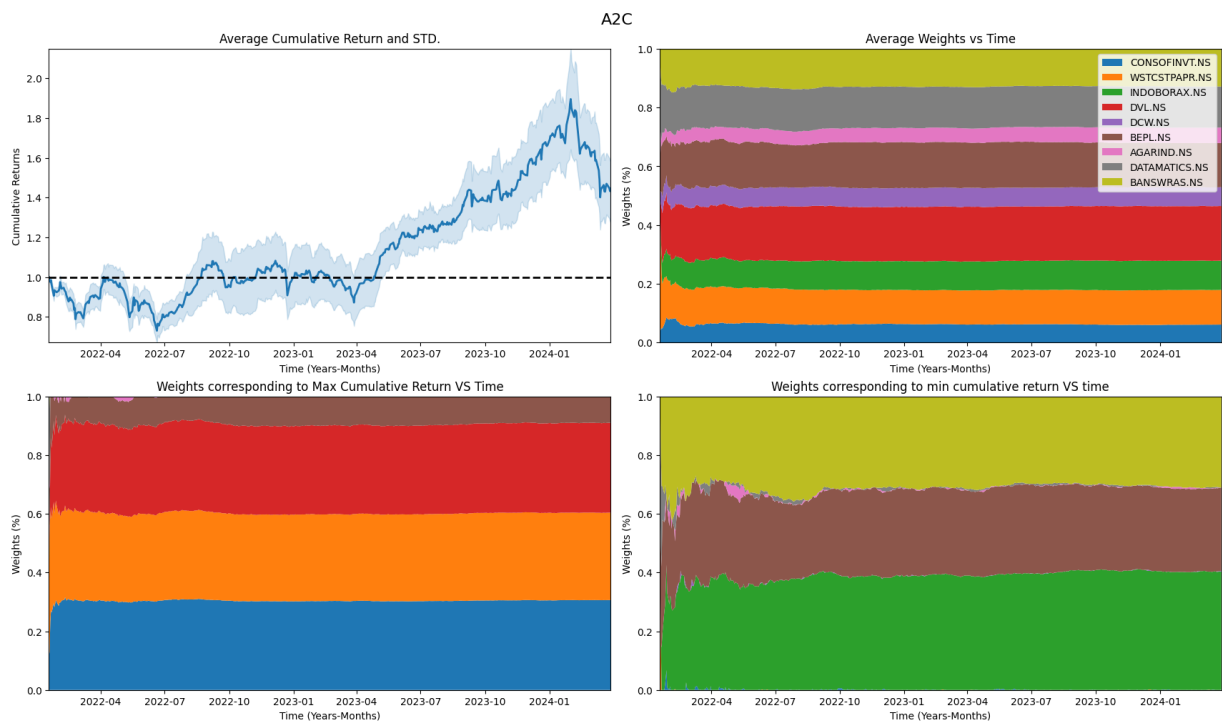 A2C
Average Cumulative Return and STD.
Cumulative Returns
2.0
1.8
1.6
1.4
1.2
1.0
0.8
2022-04 2022-07 2022-10 2023-01 2023-04 2023-07 2023-10 2024-01
Time (Years-Months)
Average Weights vs Time
Weights (%)
1.0
0.8
0.6
0.4
0.2
0.0
CONSOFINVT.NS
WSTCSTPAPR.NS
INDOBORAX.NS
DVL.NS
DCW.NS
BEPL.NS
AGARIND.NS
DATAMATICS.NS
BANSWRAS.NS
2022-04 2022-07 2022-10 2023-01 2023-04 2023-07 2023-10 2024-01
Time (Years-Months)
Weights corresponding to Max Cumulative Return VS Time
Weights (%)
1.0
0.8
0.6
0.4
0.2
0.0
2022-04 2022-07 2022-10 2023-01 2023-04 2023-07 2023-10 2024-01
Time (Years-Months)
Weights corresponding to min cumulative return VS time
Weights (%)
1.0
0.8
0.6
0.4
0.2
0.0
2022-04 2022-07 2022-10 2023-01 2023-04 2023-07 2023-10 2024-01
Time (Years-Months)